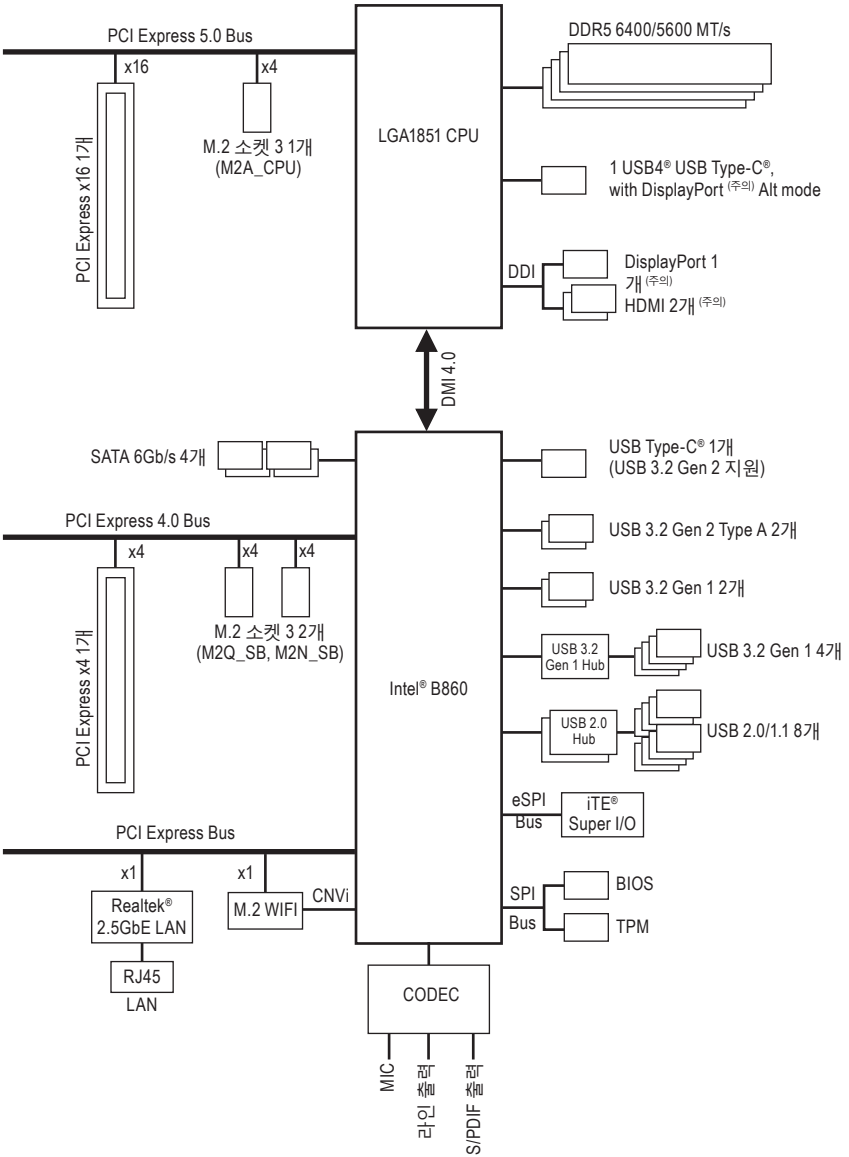 PCI Express 5.0 Bus
x16
x4
PCI Express x16 1개
M.2 소켓 3 1개
(M2A_CPU)
LGA1851 CPU
DDR5 6400/5600 MT/s
1 USB4® USB Type-C®,
with DisplayPort (주의) Alt mode
DDI
DisplayPort 1
개 (주의)
HDMI 2개 (주의)
DMI 4.0
SATA 6Gb/s 4개
PCI Express 4.0 Bus
x4
x4
x4
PCI Express x4 1개
M.2 소켓 3 2개
(M2Q_SB, M2N_SB)
Intel® B860
USB Type-C® 1개
(USB 3.2 Gen 2 지원)
USB 3.2 Gen 2 Type A 2개
USB 3.2 Gen 1 2개
USB 3.2
Gen 1 Hub
USB 3.2 Gen 1 4개
USB 2.0
Hub
USB 2.0/1.1 8개
eSPI
Bus
iTE®
Super I/O
PCI Express Bus
x1
x1
Realtek®
2.5GbE LAN
M.2 WIFI
CNVi
RJ45
LAN
SPI
Bus
BIOS
TPM
CODEC
MIC
라인 출력
S/PDIF 출력